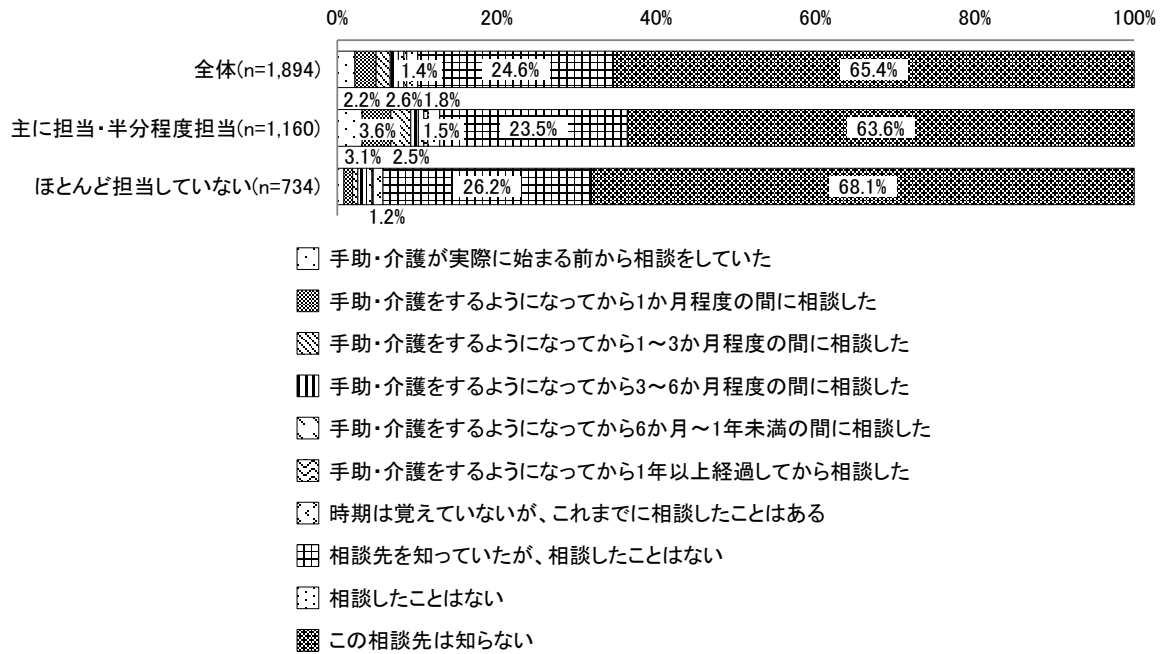 0% 20% 40% 60% 80% 100%
全体(n=1,894) 1.4% 24.6% 65.4%
2.2% 2.6% 1.8%
主に担当・半分程度担当(n=1,160) 3.6% 1.5% 23.5% 63.6%
3.1% 2.5%
ほとんど担当していない(n=734) 26.2% 68.1%
1.2%
手助・介護が実際に始まる前から相談をしていた
手助・介護をするようになってから1か月程度の間に相談した
手助・介護をするようになってから1～3か月程度の間に相談した
手助・介護をするようになってから3～6か月程度の間に相談した
手助・介護をするようになってから6か月～1年未満の間に相談した
手助・介護をするようになってから1年以上経過してから相談した
時期は覚えていないが、これまでに相談したことはある
相談先を知っていたが、相談したことはない
相談したことはない
この相談先は知らない